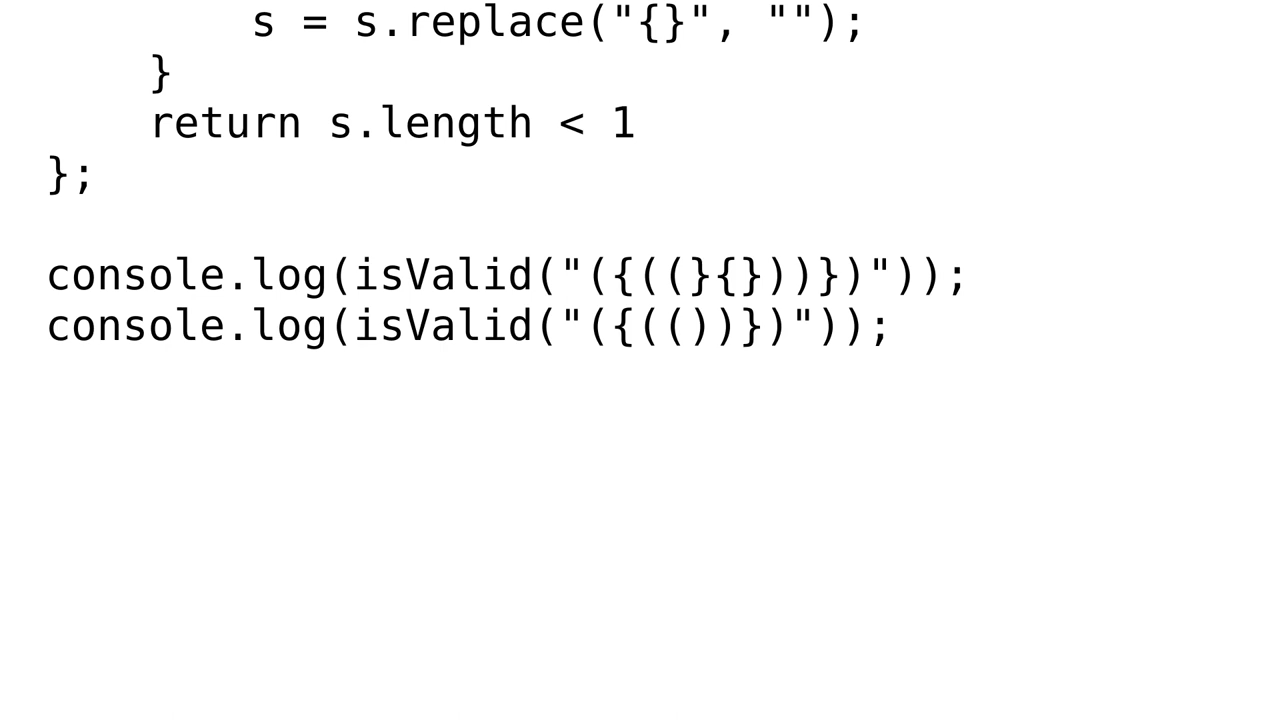 s = s.replace("{}", "");
    }
    return s.length < 1
};

console.log(isValid("({((}{}))})"));
console.log(isValid("({(())})"));